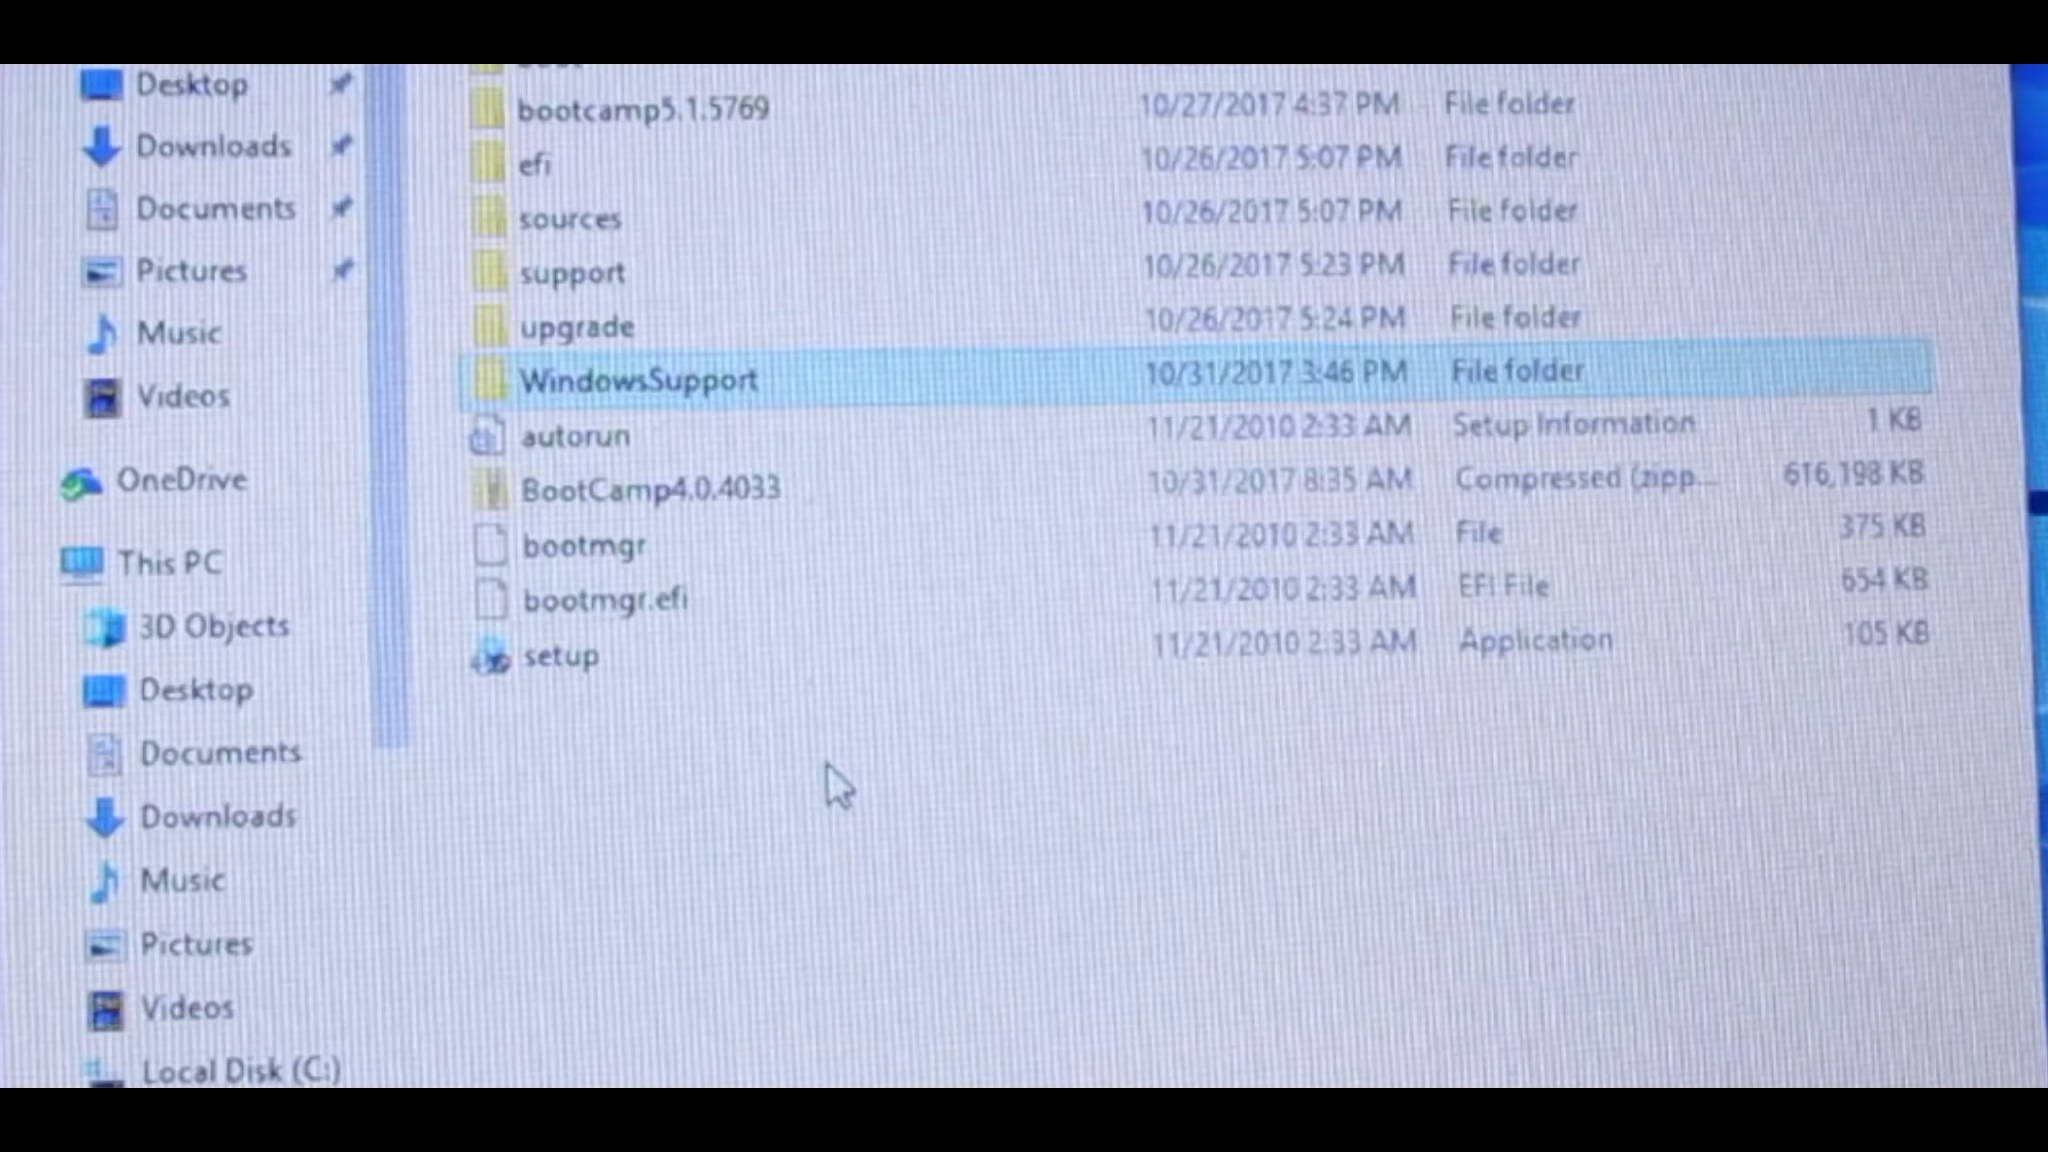 Desktop
Downloads
Documents
Pictures
Music
Videos
OneDrive
This PC
3D Objects
Desktop
Documents
Downloads
Music
Pictures
Videos
Local Disk (C:)
bootcamp5.1.5769 10/27/2017 4:37 PM File folder
efi 10/26/2017 5:07 PM File folder
sources 10/26/2017 5:07 PM File folder
support 10/26/2017 5:23 PM File folder
upgrade 10/26/2017 5:24 PM File folder
WindowsSupport 10/31/2017 3:46 PM File folder
autorun 11/21/2010 2:33 AM Setup Information 1 KB
BootCamp4.0.4033 10/31/2017 8:35 AM Compressed (zipp... 616,198 KB
bootmgr 11/21/2010 2:33 AM File 375 KB
bootmgr.efi 11/21/2010 2:33 AM EFI File 654 KB
setup 11/21/2010 2:33 AM Application 105 KB